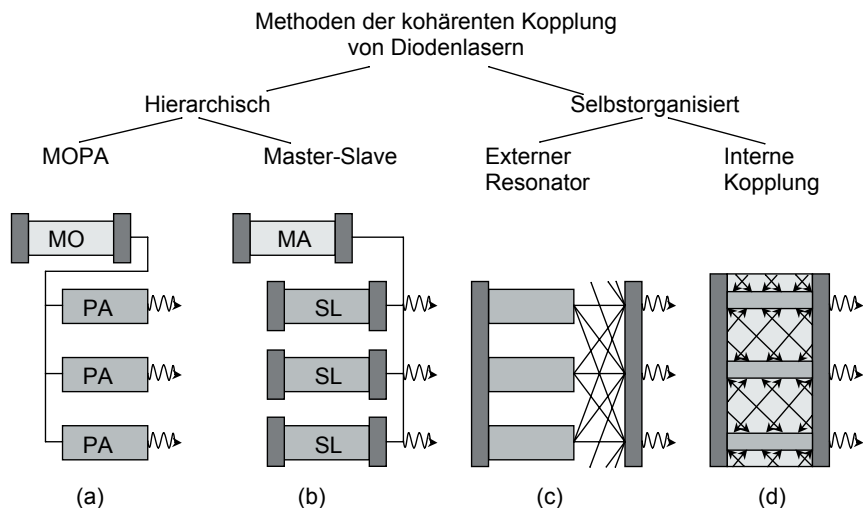 Methoden der kohärenten Kopplung
von Diodenlasern
Hierarchisch
Selbstorganisiert
MOPA
Master-Slave
Externer
Resonator
Interne
Kopplung
MO
MA
PA
SL
PA
SL
PA
SL
(a)
(b)
(c)
(d)